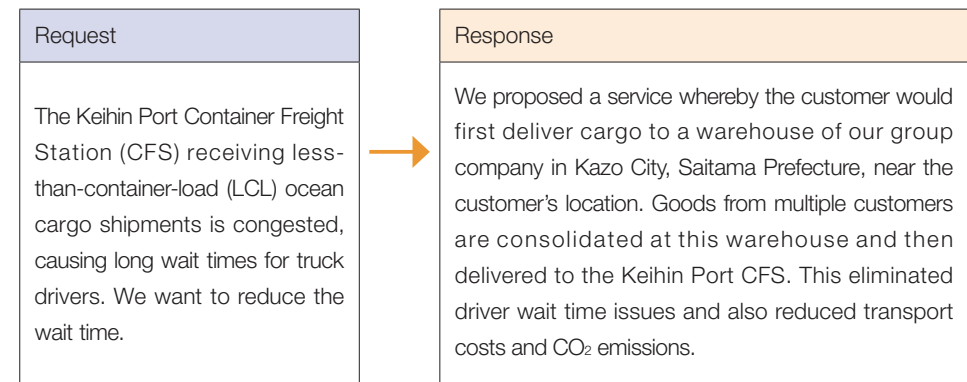 Request
The Keihin Port Container Freight
Station (CFS) receiving less-
than-container-load (LCL) ocean
cargo shipments is congested,
causing long wait times for truck
drivers. We want to reduce the
wait time.
Response
We proposed a service whereby the customer would
first deliver cargo to a warehouse of our group
company in Kazo City, Saitama Prefecture, near the
customer’s location. Goods from multiple customers
are consolidated at this warehouse and then
delivered to the Keihin Port CFS. This eliminated
driver wait time issues and also reduced transport
costs and CO₂ emissions.